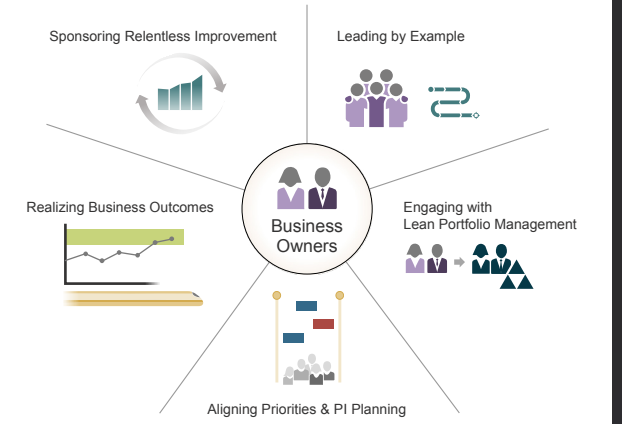 Sponsoring Relentless Improvement
Leading by Example
Business
Owners
Realizing Business Outcomes
Engaging with
Lean Portfolio Management
Aligning Priorities & PI Planning